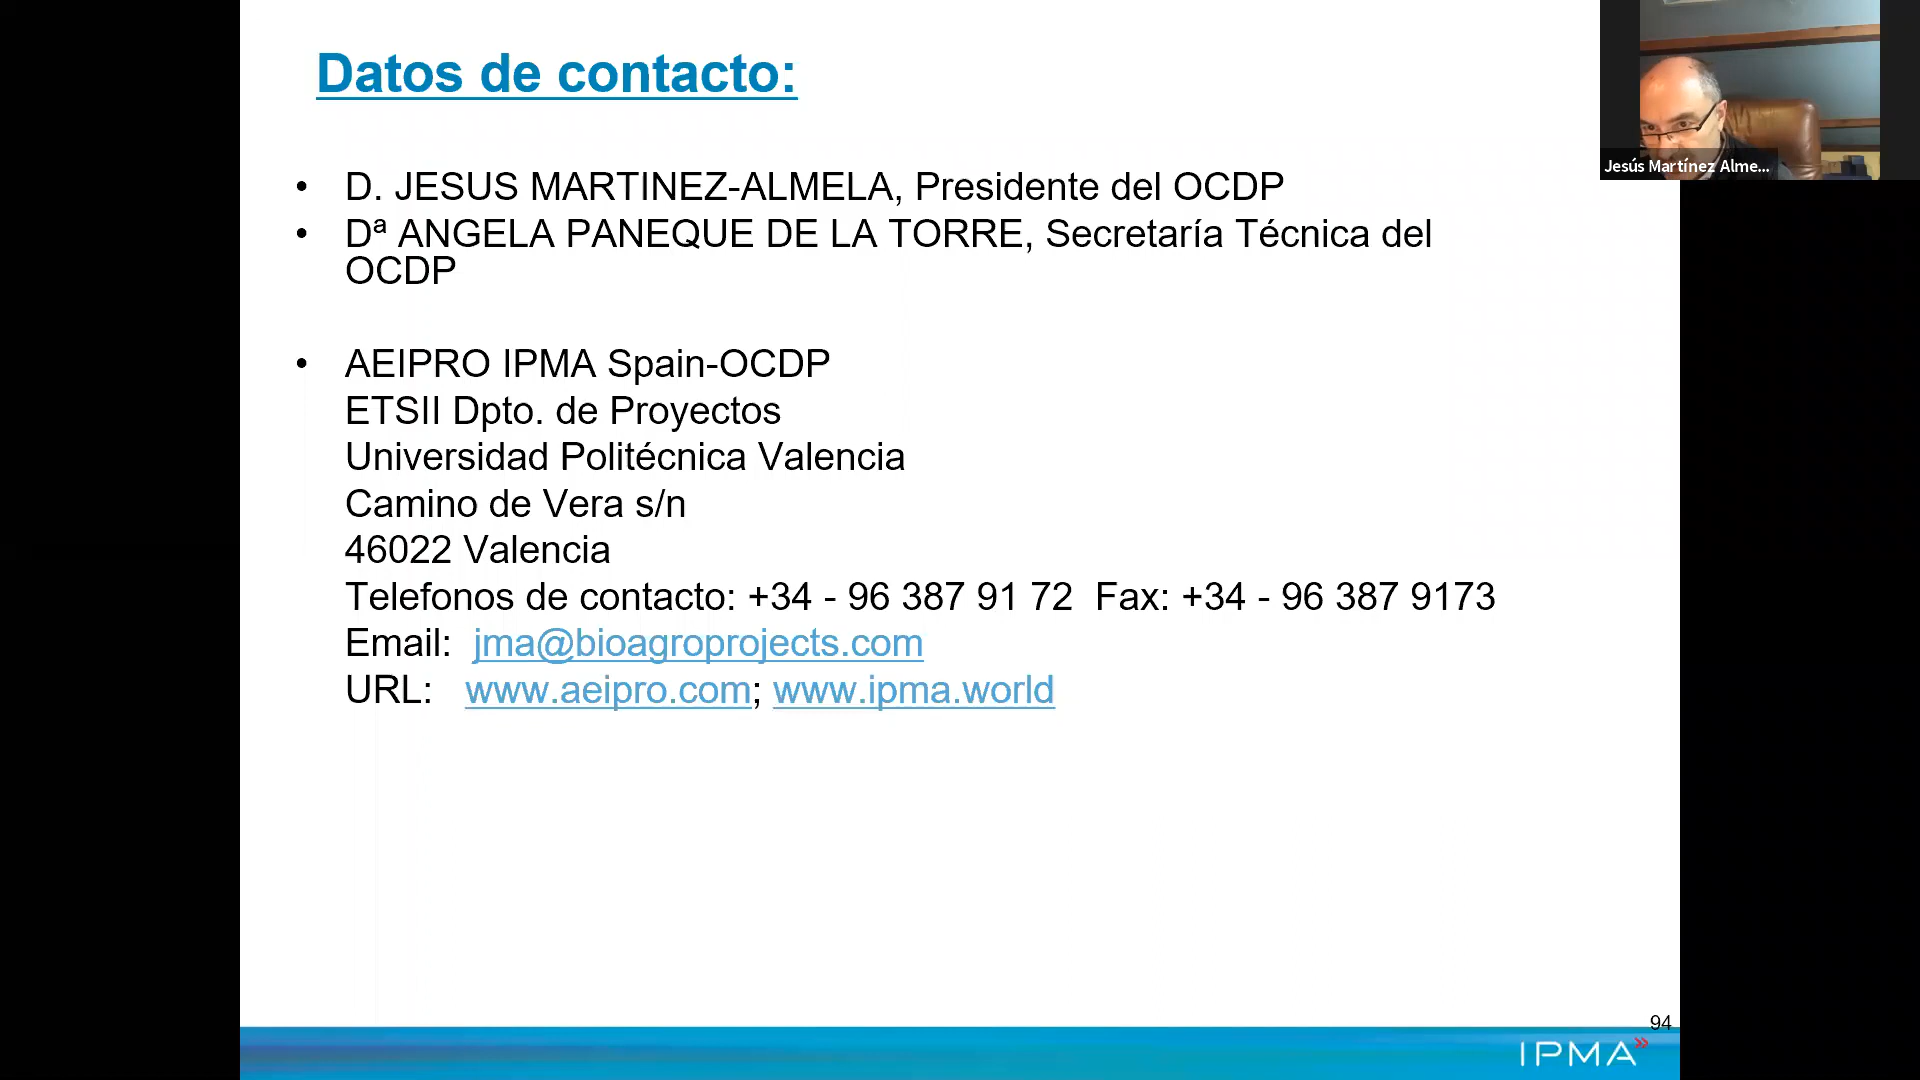 Datos de contacto:
Jesús Martínez Alme...
• D. JESUS MARTINEZ-ALMELA, Presidente del OCDP
• Dª ANGELA PANEQUE DE LA TORRE, Secretaría Técnica del
OCDP
• AEIPRO IPMA Spain-OCDP
ETSII Dpto. de Proyectos
Universidad Politécnica Valencia
Camino de Vera s/n
46022 Valencia
Telefonos de contacto: +34 - 96 387 91 72 Fax: +34 - 96 387 9173
Email: jma@bioagroprojects.com
URL: www.aeipro.com; www.ipma.world
94
IPMA